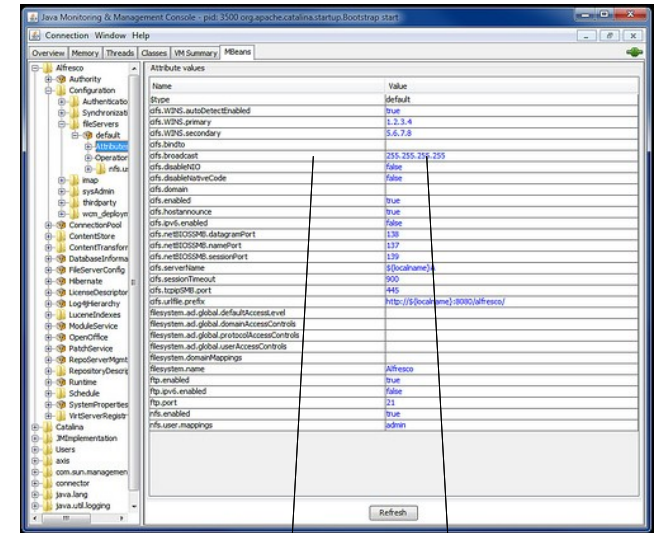 Java Monitoring & Management Console - pid: 3500 org.apache.catalina.startup.Bootstrap start
Connection Window Help
Overview Memory Threads Classes VM Summary MBeans
Alfresco
Authority
Configuration
Authenticatio
Synchronizati
fileServers
default
Attributes
Operation
nfs.us
imap
sysAdmin
thirdparty
wcm_deployn
ConnectionPool
ContentStore
ContentTransforr
DatabaseInforma
FileServerConfig
Hibernate
LicenseDescriptor
Log4jHierarchy
LuceneIndexes
ModuleService
OpenOffice
PatchService
RepoServerMgmt
RepositoryDescrip
Runtime
Schedule
SystemProperties
VirtServerRegistr
Catalina
JMImplementation
Users
axis
com.sun.managemen
connector
java.lang
java.util.logging
Attribute values
Name Value
$type default
cifs.WINS.autoDetectEnabled true
cifs.WINS.primary 1.2.3.4
cifs.WINS.secondary 5.6.7.8
cifs.bindto
cifs.broadcast 255.255.255.255
cifs.disableNIO false
cifs.disableNativeCode false
cifs.domain
cifs.enabled true
cifs.hostannounce true
cifs.ipv6.enabled false
cifs.netBIOSSMB.datagramPort 138
cifs.netBIOSSMB.namePort 137
cifs.netBIOSSMB.sessionPort 139
cifs.serverName ${localname}A
cifs.sessionTimeout 900
cifs.tcpipSMB.port 445
cifs.urlfile.prefix http://${localname}:8080/alfresco/
filesystem.acl.global.defaultAccessLevel
filesystem.acl.global.domainAccessControls
filesystem.acl.global.protocolAccessControls
filesystem.acl.global.userAccessControls
filesystem.domainMappings
filesystem.name Alfresco
ftp.enabled true
ftp.ipv6.enabled false
ftp.port 21
nfs.enabled true
nfs.user.mappings admin
Refresh